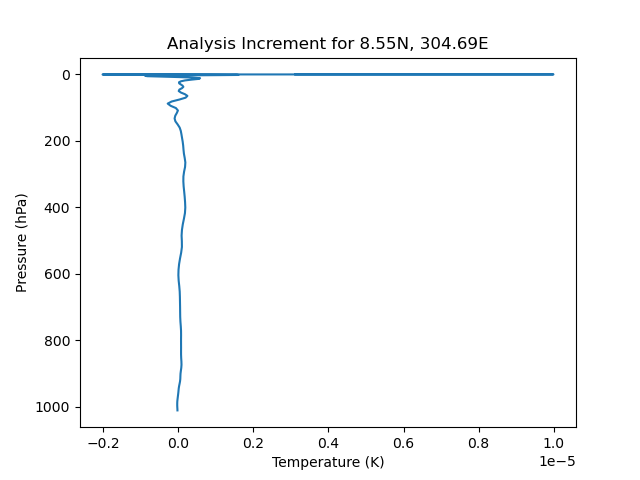 Analysis Increment for 8.55N, 304.69E
0
200
400
600
800
1000
Pressure (hPa)
−0.2 0.0 0.2 0.4 0.6 0.8 1.0
1e−5
Temperature (K)